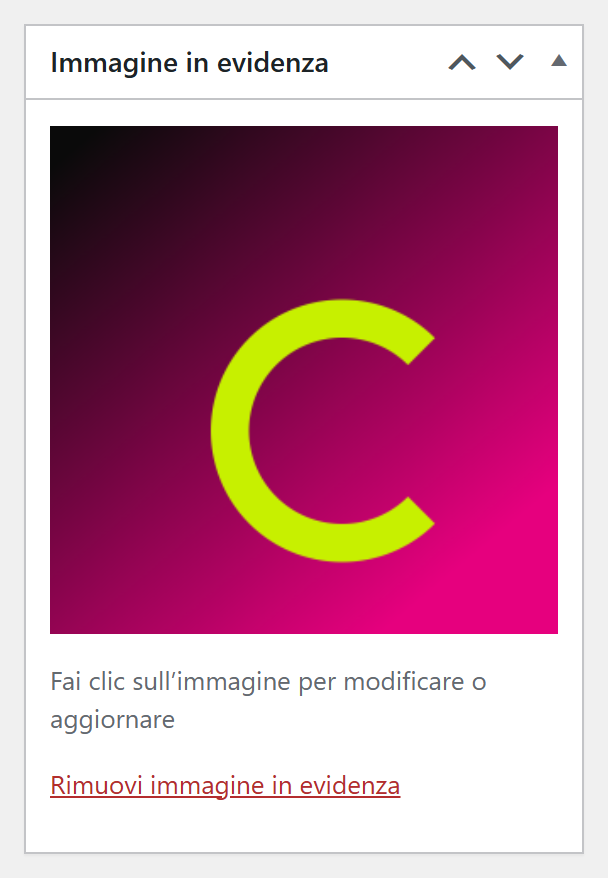 Immagine in evidenza
C
Fai clic sull’immagine per modificare o
aggiornare
Rimuovi immagine in evidenza